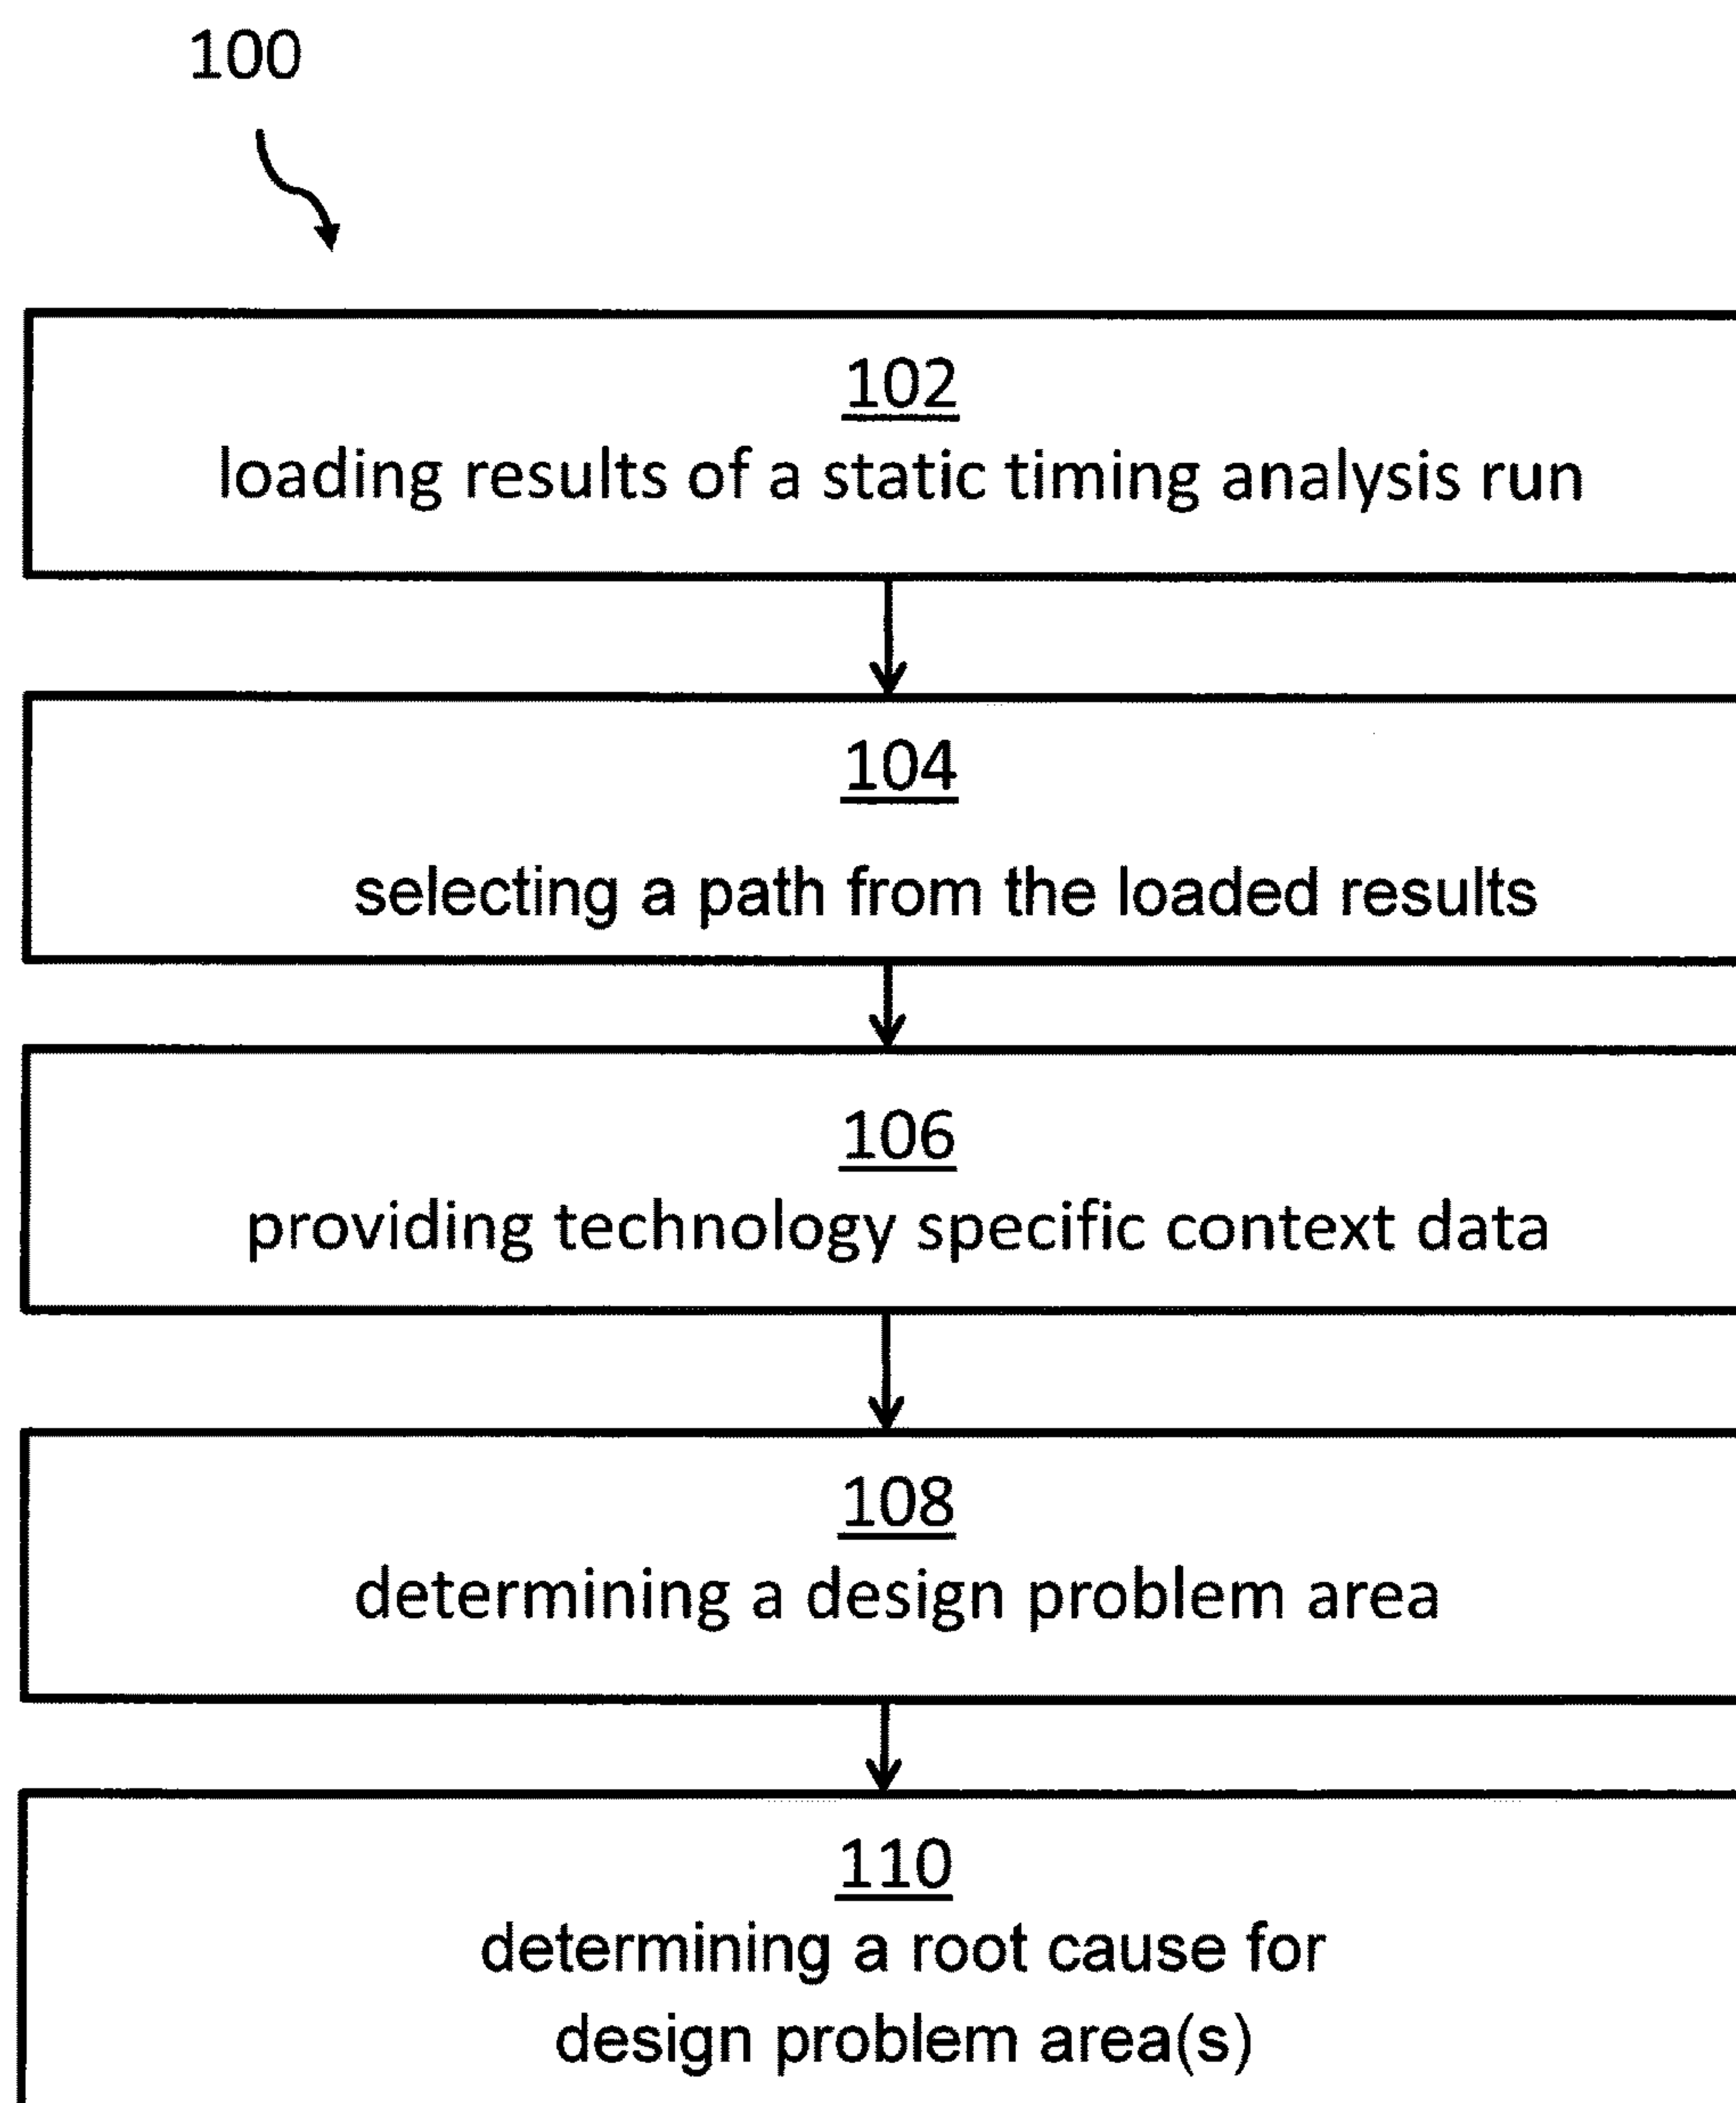 100
102
loading results of a static timing analysis run
104
selecting a path from the loaded results
106
providing technology specific context data
108
determining a design problem area
110
determining a root cause for
design problem area(s)